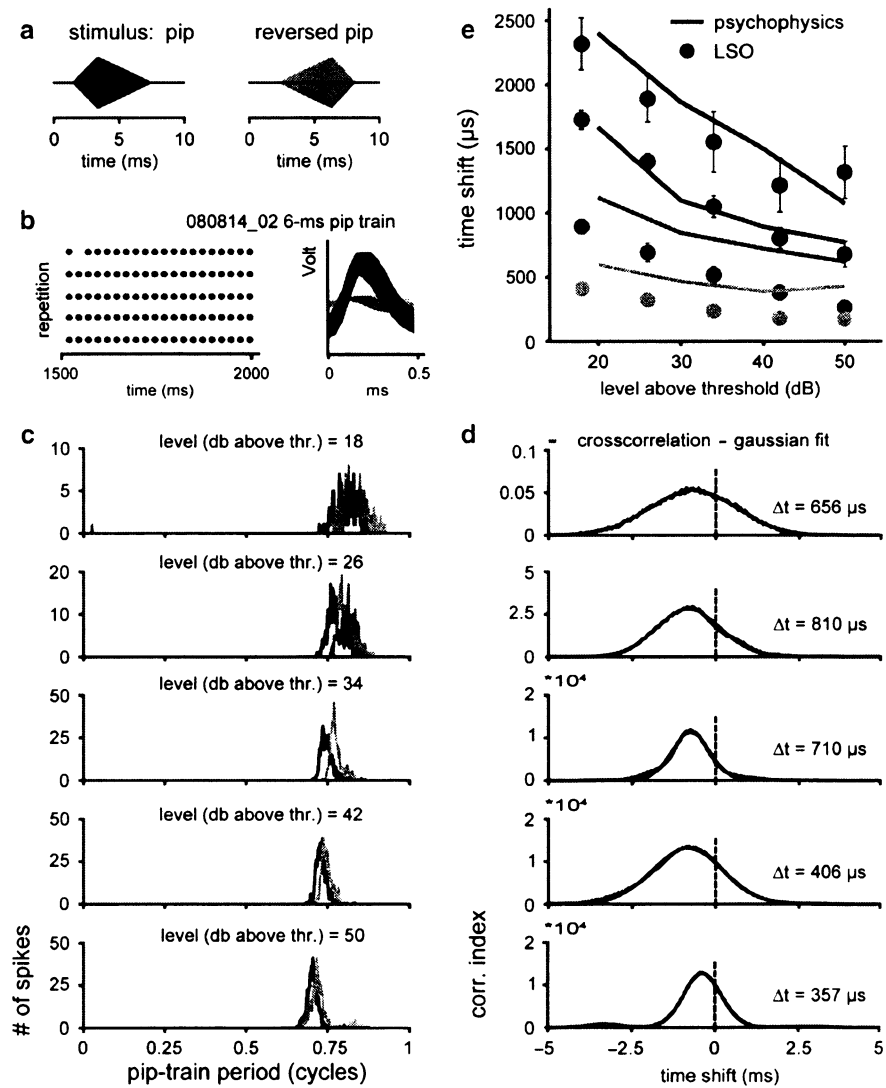 a
stimulus: pip
reversed pip
0 5 10
time (ms)
0 5 10
time (ms)
b
080814_02 6-ms pip train
repetition
1500 2000
time (ms)
Volt
0 0.5
ms
e
psychophysics
LSO
time shift (µs)
2500
2000
1500
1000
500
0
20 30 40 50
level above threshold (dB)
c
level (db above thr.) = 18
10
5
0
level (db above thr.) = 26
20
10
0
level (db above thr.) = 34
50
25
0
level (db above thr.) = 42
50
25
0
level (db above thr.) = 50
50
25
0
# of spikes
0 0.25 0.5 0.75 1
pip-train period (cycles)
d
crosscorrelation - gaussian fit
0.1
0.05
0
Δt = 656 µs
5
2.5
0
Δt = 810 µs
*10⁴
2
1
0
Δt = 710 µs
*10⁴
2
1
0
Δt = 406 µs
*10⁴
2
1
0
Δt = 357 µs
corr. index
−5 −2.5 0 2.5 5
time shift (ms)